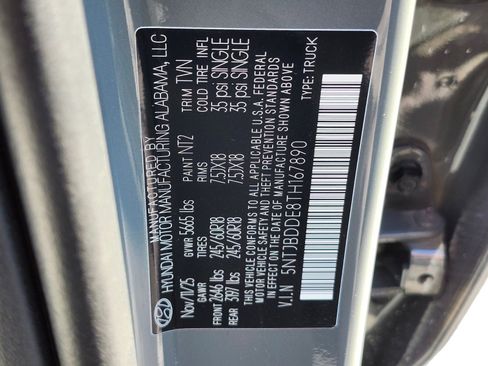 HYUNDAI MOTOR MANUFACTURING ALABAMA, LLC
Nov/11/25 GVWR 5665 lbs PAINT NT2 TRIM TVN
GAWR TIRES RIMS COLD TIRE INFL
FRONT 2646 lbs 245/60R18 7.5JX18 35 psi SINGLE
REAR 3197 lbs 245/60R18 7.5JX18 35 psi SINGLE
THIS VEHICLE CONFORMS TO ALL APPLICABLE U.S.A. FEDERAL
MOTOR VEHICLE SAFETY, BUMPER, AND THEFT PREVENTION STANDARDS
IN EFFECT ON THE DATE OF MANUFACTURE SHOWN ABOVE
V.I.N 5NTJBDDE8TH167890 TYPE:TRUCK